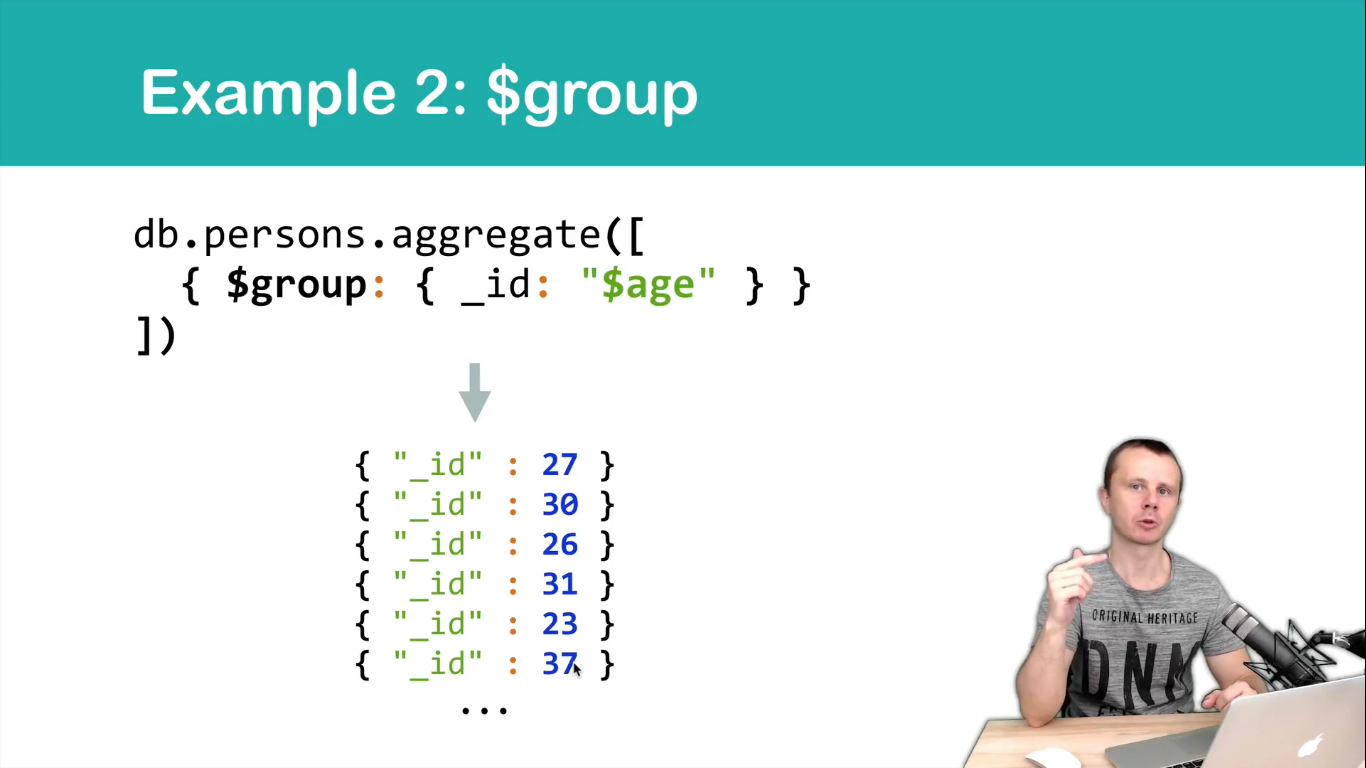 Example 2: $group
db.persons.aggregate([
{ $group: { _id: "$age" } }
])
{ "_id" : 27 }
{ "_id" : 30 }
{ "_id" : 26 }
{ "_id" : 31 }
{ "_id" : 23 }
{ "_id" : 37 }
...
ORIGINAL HERITAGE
DNM